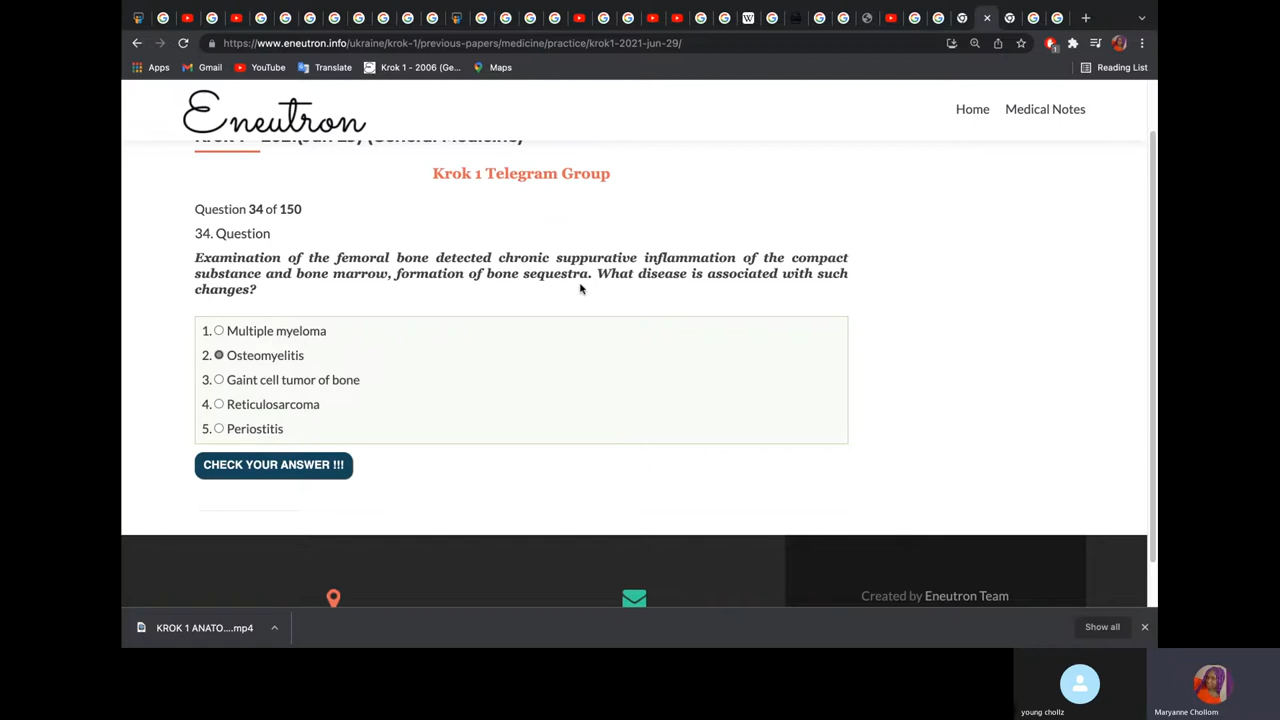 https://www.eneutron.info/ukraine/krok-1/previous-papers/medicine/practice/krok1-2021-jun-29/
Apps Gmail YouTube Translate Krok 1 - 2006 (Ge... Maps Reading List
Eneutron
Home Medical Notes
Krok 1 Telegram Group
Question 34 of 150
34. Question
Examination of the femoral bone detected chronic suppurative inflammation of the compact
substance and bone marrow, formation of bone sequestra. What disease is associated with such
changes?
1. Multiple myeloma
2. Osteomyelitis
3. Gaint cell tumor of bone
4. Reticulosarcoma
5. Periostitis
CHECK YOUR ANSWER !!!
Created by Eneutron Team
KROK 1 ANATO....mp4 Show all
young chollz
Maryanne Chollom